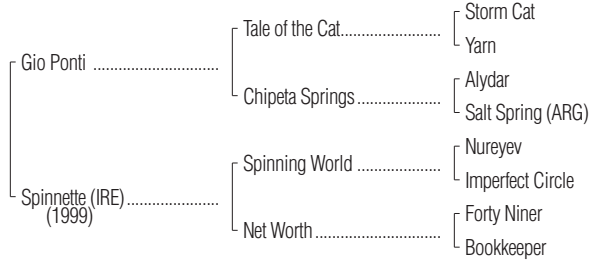 Storm Cat
Tale of the Cat......................
Yarn
Gio Ponti ............................
Alydar
Chipeta Springs ..................
Salt Spring (ARG)
Nureyev
Spinning World ..................
Imperfect Circle
Spinnette (IRE) ....................
(1999)
Forty Niner
Net Worth ...........................
Bookkeeper